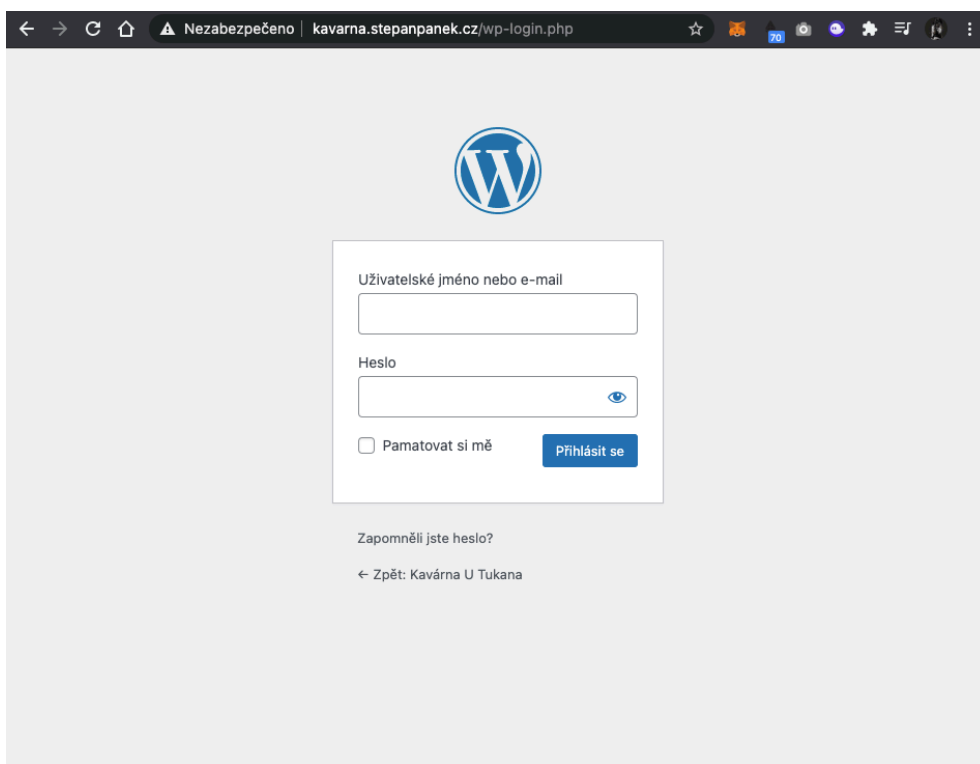 Nezabezpečeno | kavarna.stepanpanek.cz/wp-login.php
70
Uživatelské jméno nebo e-mail
Heslo
Pamatovat si mě
Přihlásit se
Zapomněli jste heslo?
← Zpět: Kavárna U Tukana